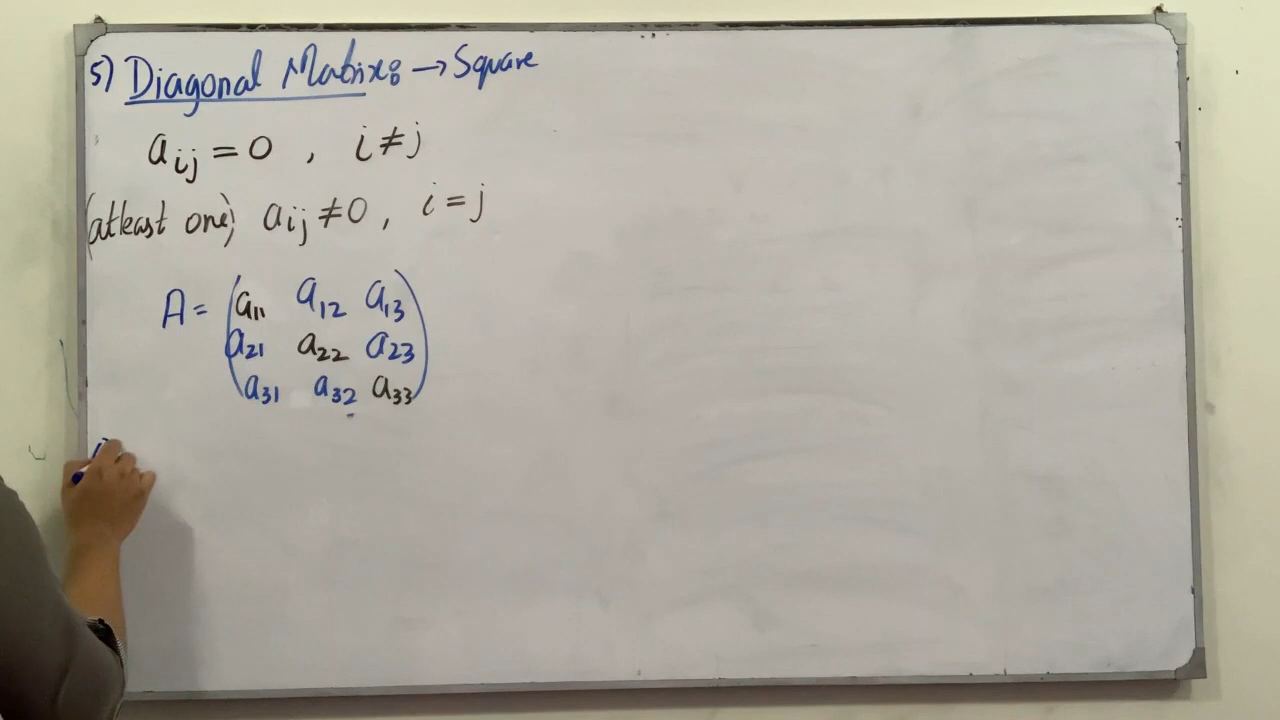 5) Diagonal Matrix: → Square
aij = 0 , i ≠ j
(atleast one), aij ≠ 0 , i = j
A = (a11 a12 a13
a21 a22 a23
a31 a32 a33)